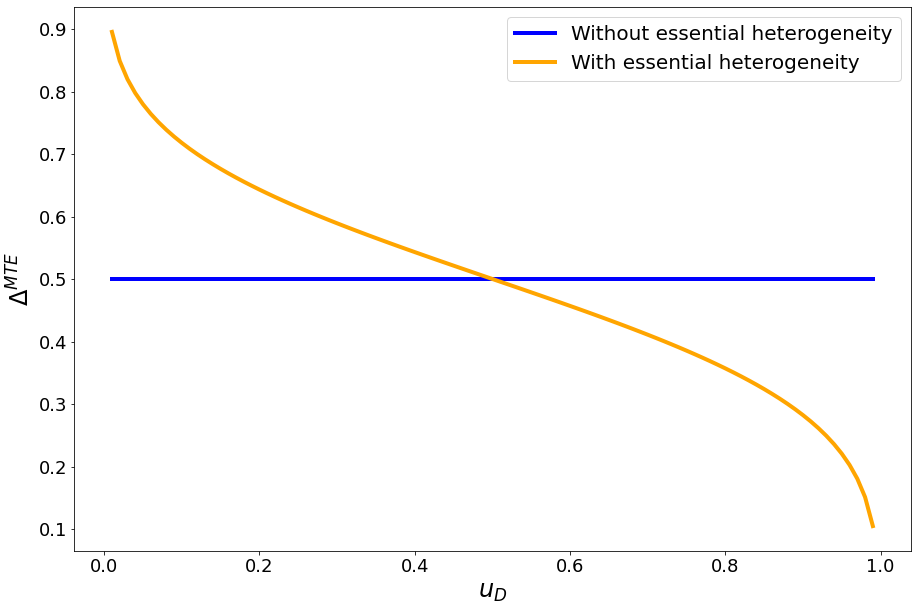 Without essential heterogeneity
With essential heterogeneity
0.9
0.8
0.7
0.6
0.5
0.4
0.3
0.2
0.1
Δ^{MTE}
0.0 0.2 0.4 0.6 0.8 1.0
u_D